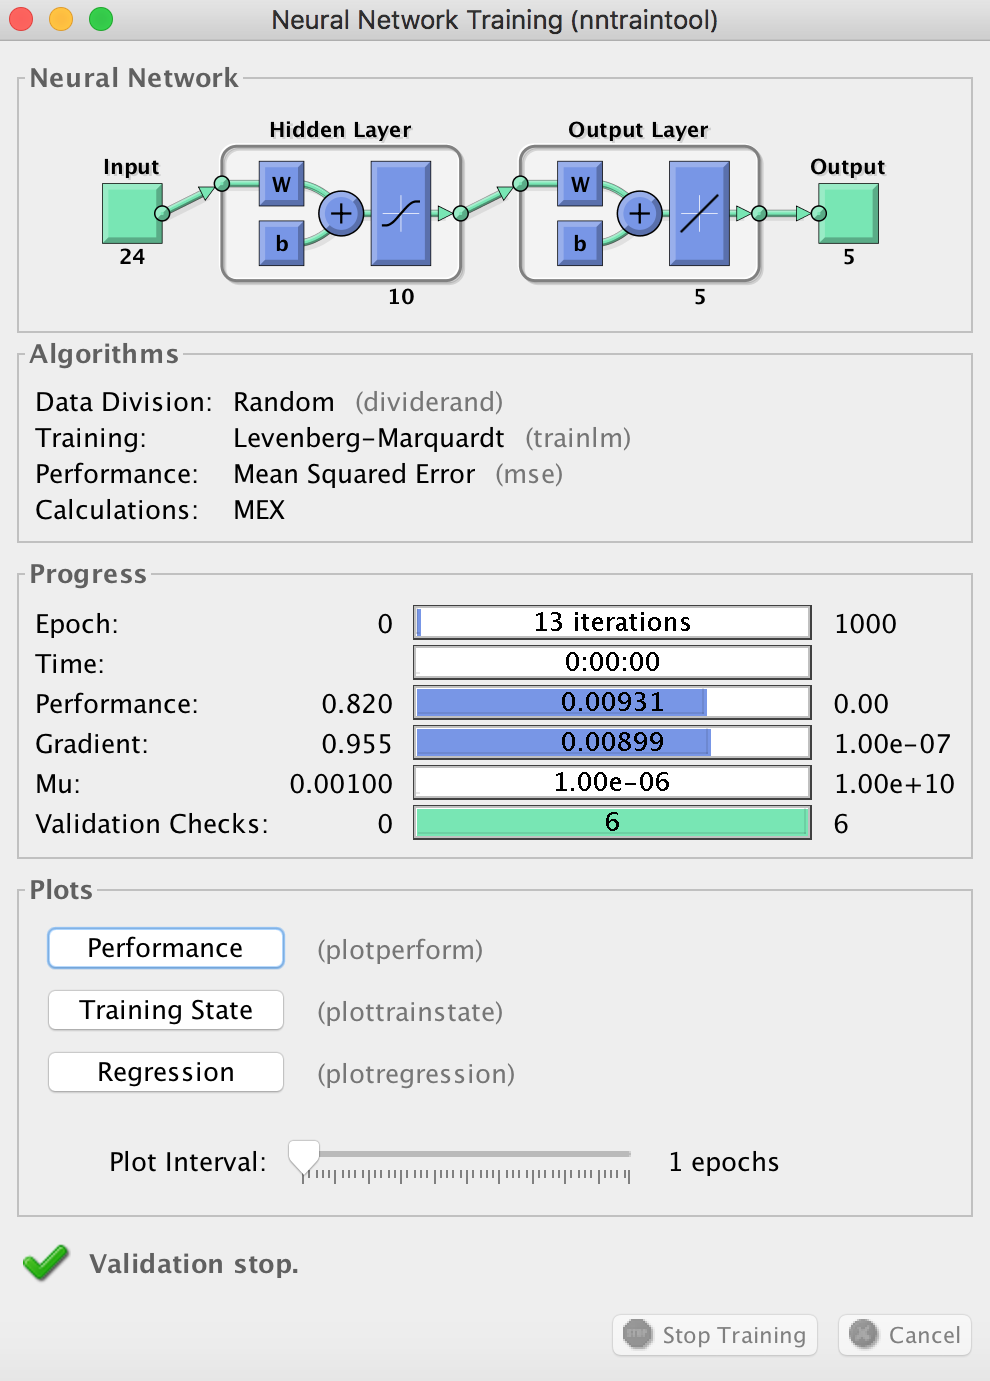 Neural Network Training (nntraintool)
Neural Network
Hidden Layer Output Layer
Input Output
W W
+ +
b b
24 5
10 5
Algorithms
Data Division: Random (dividerand)
Training: Levenberg-Marquardt (trainlm)
Performance: Mean Squared Error (mse)
Calculations: MEX
Progress
Epoch: 0 13 iterations 1000
Time: 0:00:00
Performance: 0.820 0.00931 0.00
Gradient: 0.955 0.00899 1.00e-07
Mu: 0.00100 1.00e-06 1.00e+10
Validation Checks: 0 6 6
Plots
Performance (plotperform)
Training State (plottrainstate)
Regression (plotregression)
Plot Interval: 1 epochs
Validation stop.
STOP Stop Training Cancel